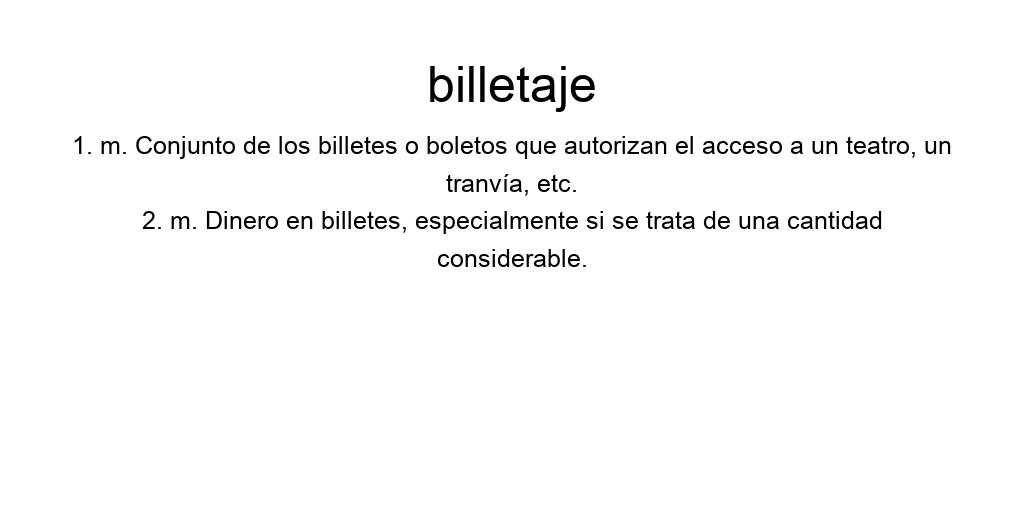 billetaje
1. m. Conjunto de los billetes o boletos que autorizan el acceso a un teatro, un
tranvía, etc.
2. m. Dinero en billetes, especialmente si se trata de una cantidad
considerable.